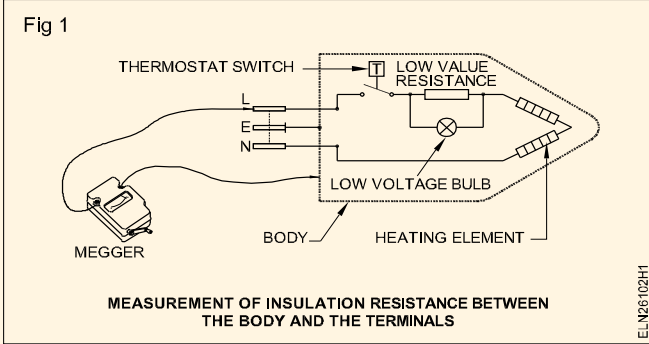 Fig 1
THERMOSTAT SWITCH
T
LOW VALUE
RESISTANCE
L
E
N
LOW VOLTAGE BULB
MEGGER
BODY
HEATING ELEMENT
MEASUREMENT OF INSULATION RESISTANCE BETWEEN
THE BODY AND THE TERMINALS
ELN26102H1